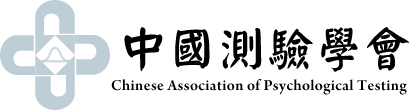 中國測驗學會
Chinese Association of Psychological Testing